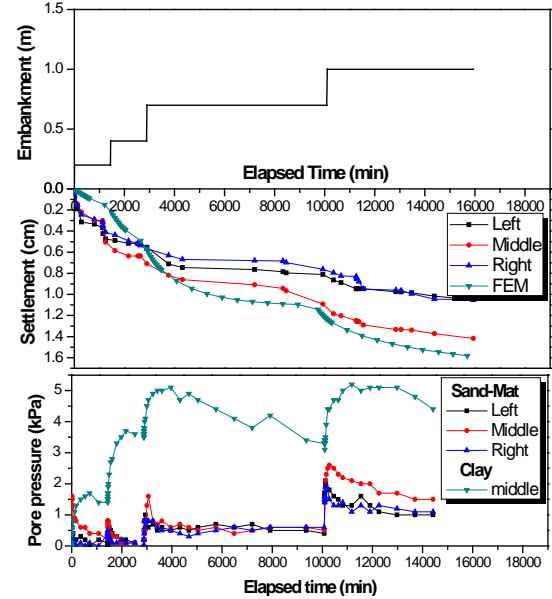 Embankment (m)
1.5
1.0
0.5
0.0
0 2000 4000 6000 8000 10000 12000 14000 16000 18000
Elapsed Time (min)
Settlement (cm)
0.2
0.4
0.6
0.8
1.0
1.2
1.4
1.6
Left
Middle
Right
FEM
Pore pressure (kPa)
5
4
3
2
1
0
Sand-Mat
Left
Middle
Right
Clay
middle
0 2000 4000 6000 8000 10000 12000 14000 16000 18000
Elapsed time (min)